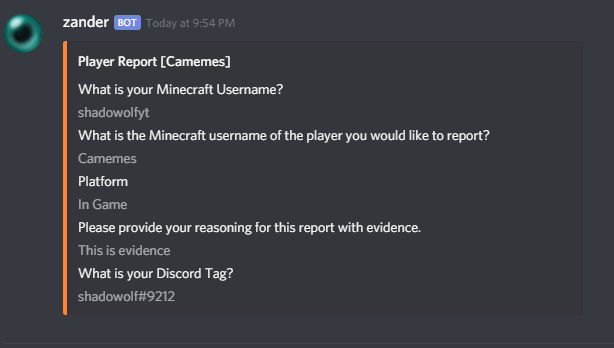 zander BOT Today at 9:54 PM
Player Report [Camemes]
What is your Minecraft Username?
shadowolfyt
What is the Minecraft username of the player you would like to report?
Camemes
Platform
In Game
Please provide your reasoning for this report with evidence.
This is evidence
What is your Discord Tag?
shadowolf#9212